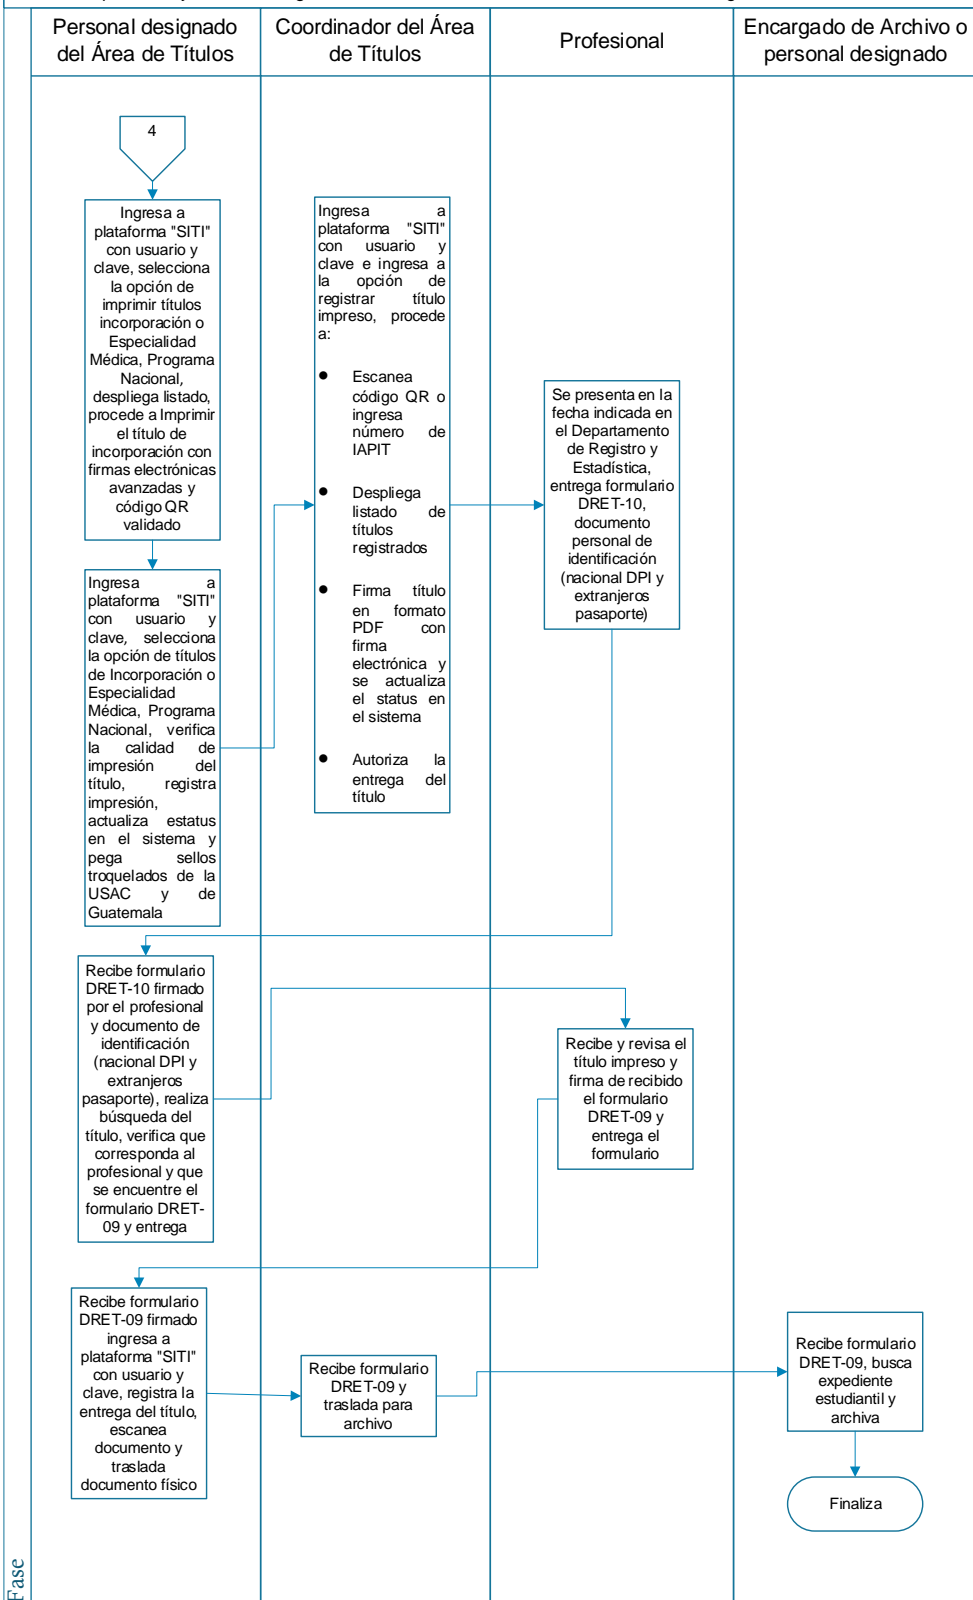 Personal designado
del Área de Títulos
Coordinador del Área
de Títulos
Profesional
Encargado de Archivo o
personal designado
4
Ingresa a
plataforma "SITI"
con usuario y
clave, selecciona
la opción de
imprimir títulos
incorporación o
Especialidad
Médica, Programa
Nacional,
despliega listado,
procede a Imprimir
el título de
incorporación con
firmas electrónicas
avanzadas y
código QR
validado
Ingresa a
plataforma "SITI"
con usuario y
clave, selecciona
la opción de títulos
de Incorporación o
Especialidad
Médica, Programa
Nacional, verifica
la calidad de
impresión del
título, registra
impresión,
actualiza estatus
en el sistema y
pega sellos
troquelados de la
USAC y de
Guatemala
Ingresa a
plataforma "SITI"
con usuario y
clave e ingresa a
la opción de
registrar título
impreso, procede
a:
● Escanea
código QR o
ingresa
número de
IAPIT
● Despliega
listado de
títulos
registrados
● Firma título
en formato
PDF con
firma
electrónica y
se actualiza
el status en
el sistema
● Autoriza la
entrega del
título
Se presenta en la
fecha indicada en
el Departamento
de Registro y
Estadística,
entrega formulario
DRET-10,
documento
personal de
identificación
(nacional DPI y
extranjeros
pasaporte)
Recibe formulario
DRET-10 firmado
por el profesional
y documento de
identificación
(nacional DPI y
extranjeros
pasaporte), realiza
búsqueda del
título, verifica que
corresponda al
profesional y que
se encuentre el
formulario DRET-
09 y entrega
Recibe y revisa el
título impreso y
firma de recibido
el formulario
DRET-09 y
entrega el
formulario
Recibe formulario
DRET-09 firmado
ingresa a
plataforma "SITI"
con usuario y
clave, registra la
entrega del título,
escanea
documento y
traslada
documento físico
Recibe formulario
DRET-09 y
traslada para
archivo
Recibe formulario
DRET-09, busca
expediente
estudiantil y
archiva
Finaliza
Fase